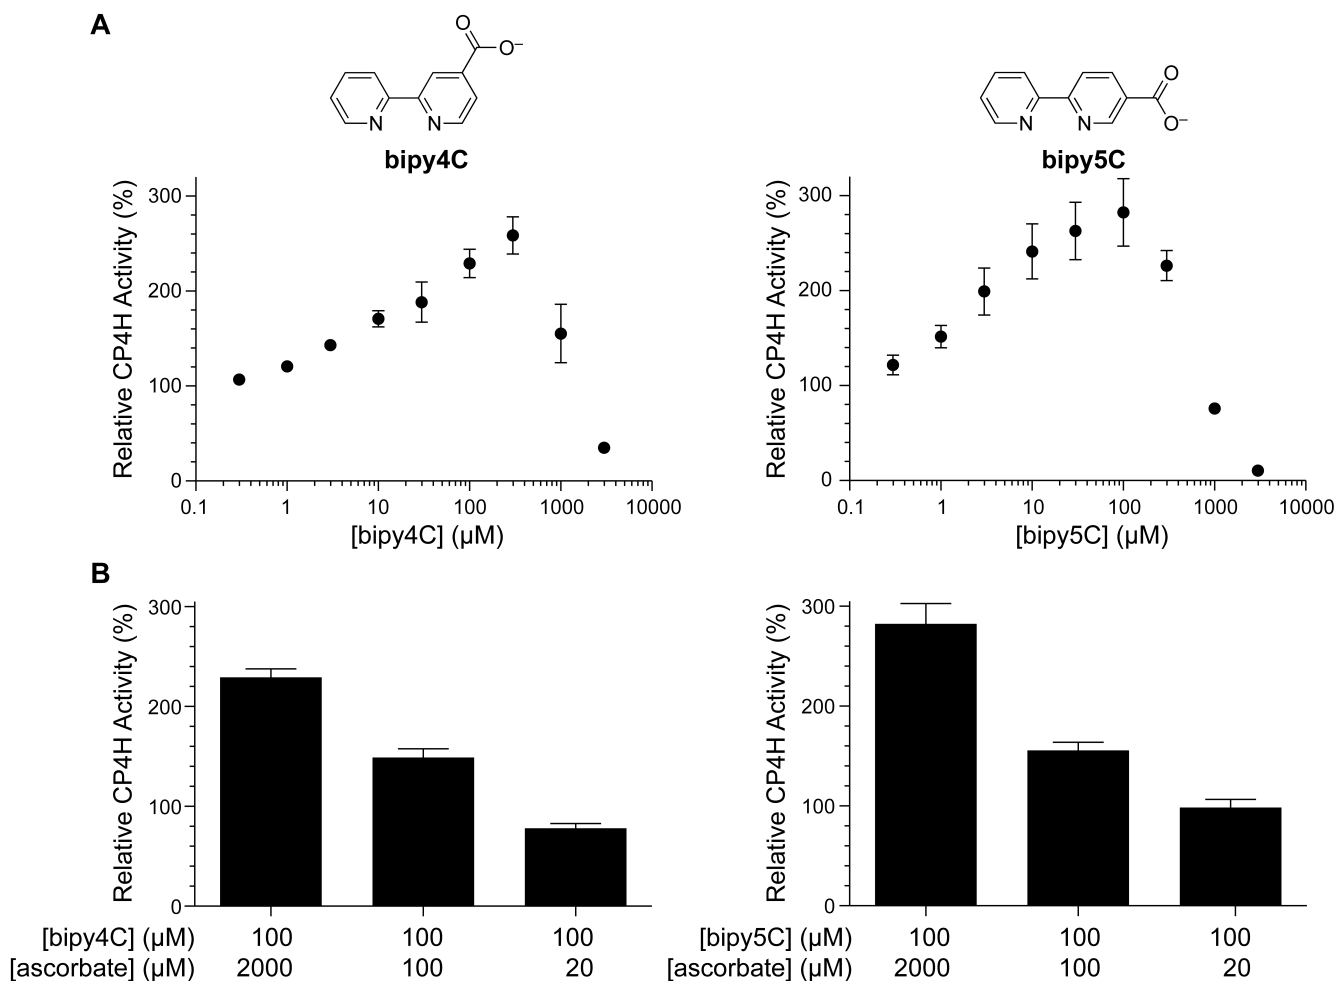 A
O
O–
N
N
bipy4C
O
O–
N
N
bipy5C
Relative CP4H Activity (%)
300
200
100
0
0.1 1 10 100 1000 10000
[bipy4C] (µM)
Relative CP4H Activity (%)
300
200
100
0
0.1 1 10 100 1000 10000
[bipy5C] (µM)
B
Relative CP4H Activity (%)
300
200
100
0
[bipy4C] (µM) 100 100 100
[ascorbate] (µM) 2000 100 20
Relative CP4H Activity (%)
300
200
100
0
[bipy5C] (µM) 100 100 100
[ascorbate] (µM) 2000 100 20